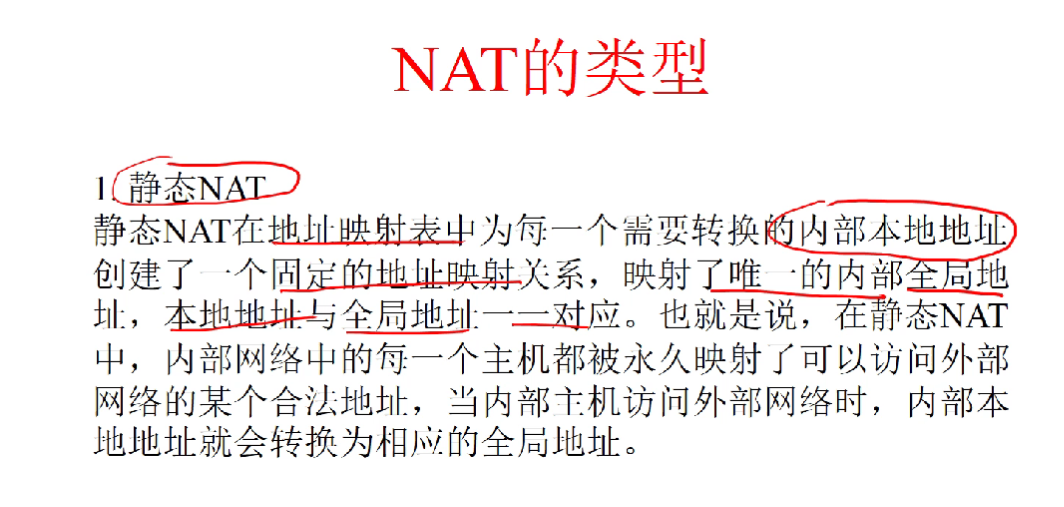 NAT的类型
1. 静态NAT
静态NAT在地址映射表中为每一个需要转换的内部本地地址
创建了一个固定的地址映射关系，映射了唯一的内部全局地
址，本地地址与全局地址一一对应。也就是说，在静态NAT
中，内部网络中的每一个主机都被永久映射了可以访问外部
网络的某个合法地址，当内部主机访问外部网络时，内部本
地地址就会转换为相应的全局地址。